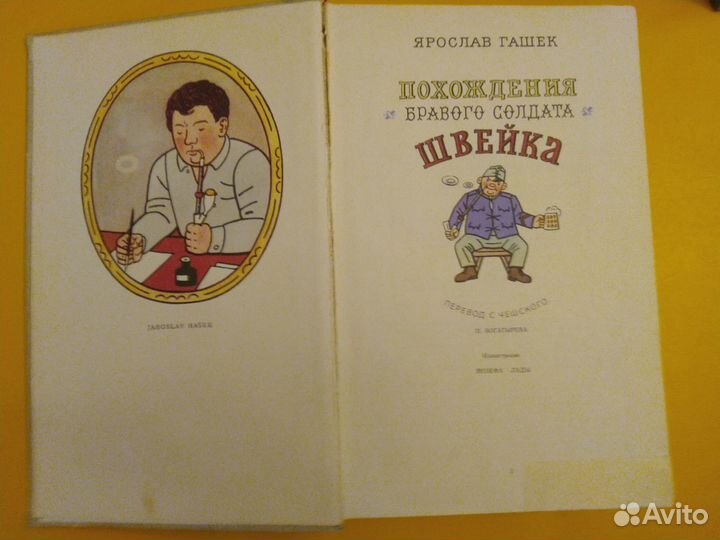 JAROSLAV HAŠEK
ЯРОСЛАВ ГАШЕК
ПОХОЖДЕНИЯ
БРАВОГО СОЛДАТА
ШВЕЙКА
ПЕРЕВОД С ЧЕШСКОГО
П. БОГАТЫРЕВА
Иллюстрации
ЙОЗЕФА ЛАДЫ
Avito